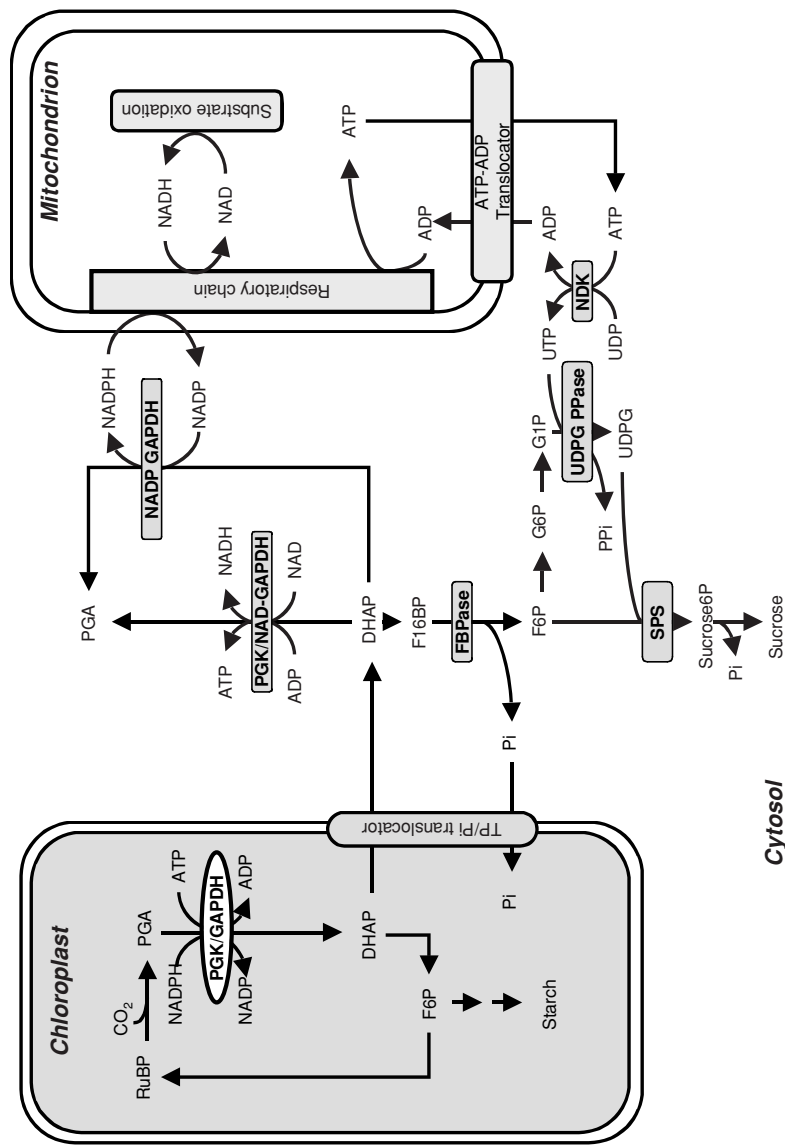 Chloroplast
RuBP
CO2
PGA
NADPH
ATP
PGK/GAPDH
NADP
ADP
DHAP
F6P
Starch
Pi
TP/Pi translocator
PGA
ATP
NADH
PGK/NAD-GAPDH
ADP
NAD
NADPH
NADP GAPDH
NADP
DHAP
F16BP
FBPase
Pi
F6P
G6P
G1P
UTP
ADP
UDPG PPase
NDK
PPi
UDPG
UDP
ATP
SPS
Sucrose6P
Pi
Sucrose
Mitochondrion
Respiratory chain
NADH
NAD
Substrate oxidation
ADP
ATP
ATP-ADP
Translocator
Cytosol